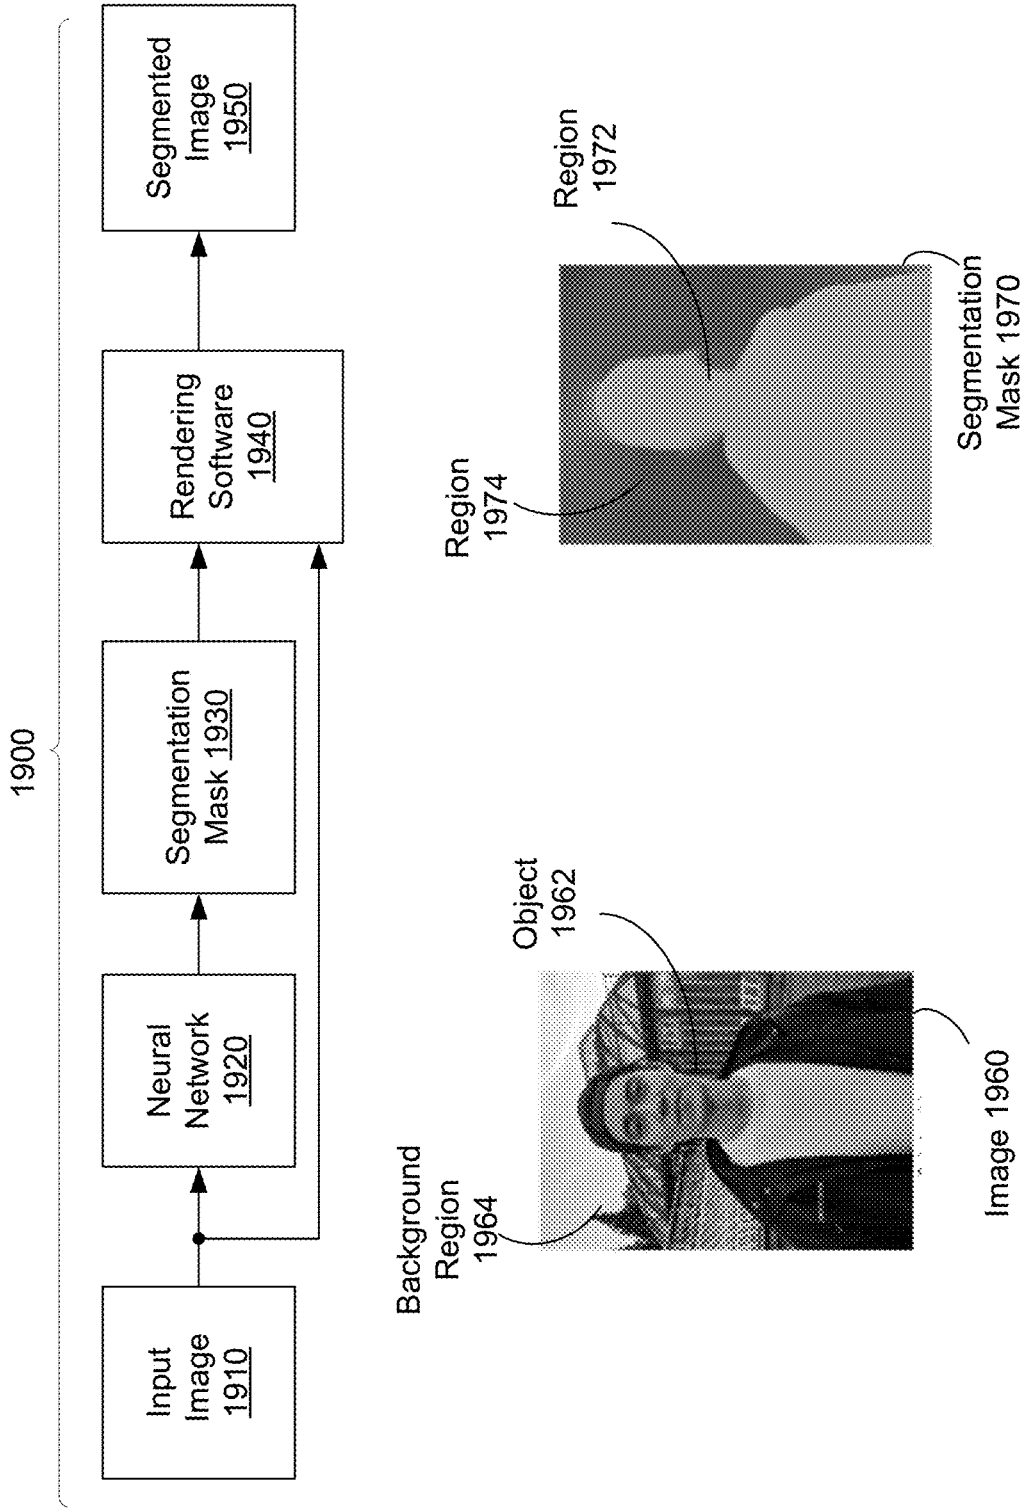 1900
Input
Image
1910
Neural
Network
1920
Segmentation
Mask 1930
Rendering
Software
1940
Segmented
Image
1950
Background
Region
1964
Object
1962
Image 1960
Region
1974
Region
1972
Segmentation
Mask 1970